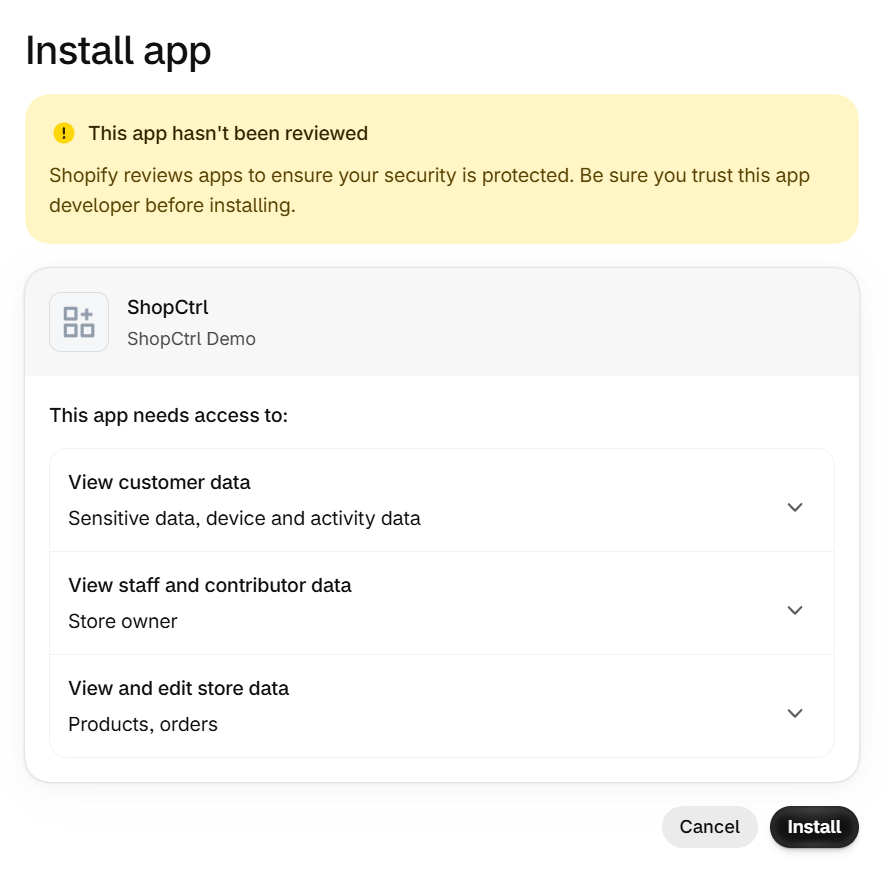 Install app
This app hasn't been reviewed
Shopify reviews apps to ensure your security is protected. Be sure you trust this app
developer before installing.
ShopCtrl
ShopCtrl Demo
This app needs access to:
View customer data
Sensitive data, device and activity data
View staff and contributor data
Store owner
View and edit store data
Products, orders
Cancel
Install